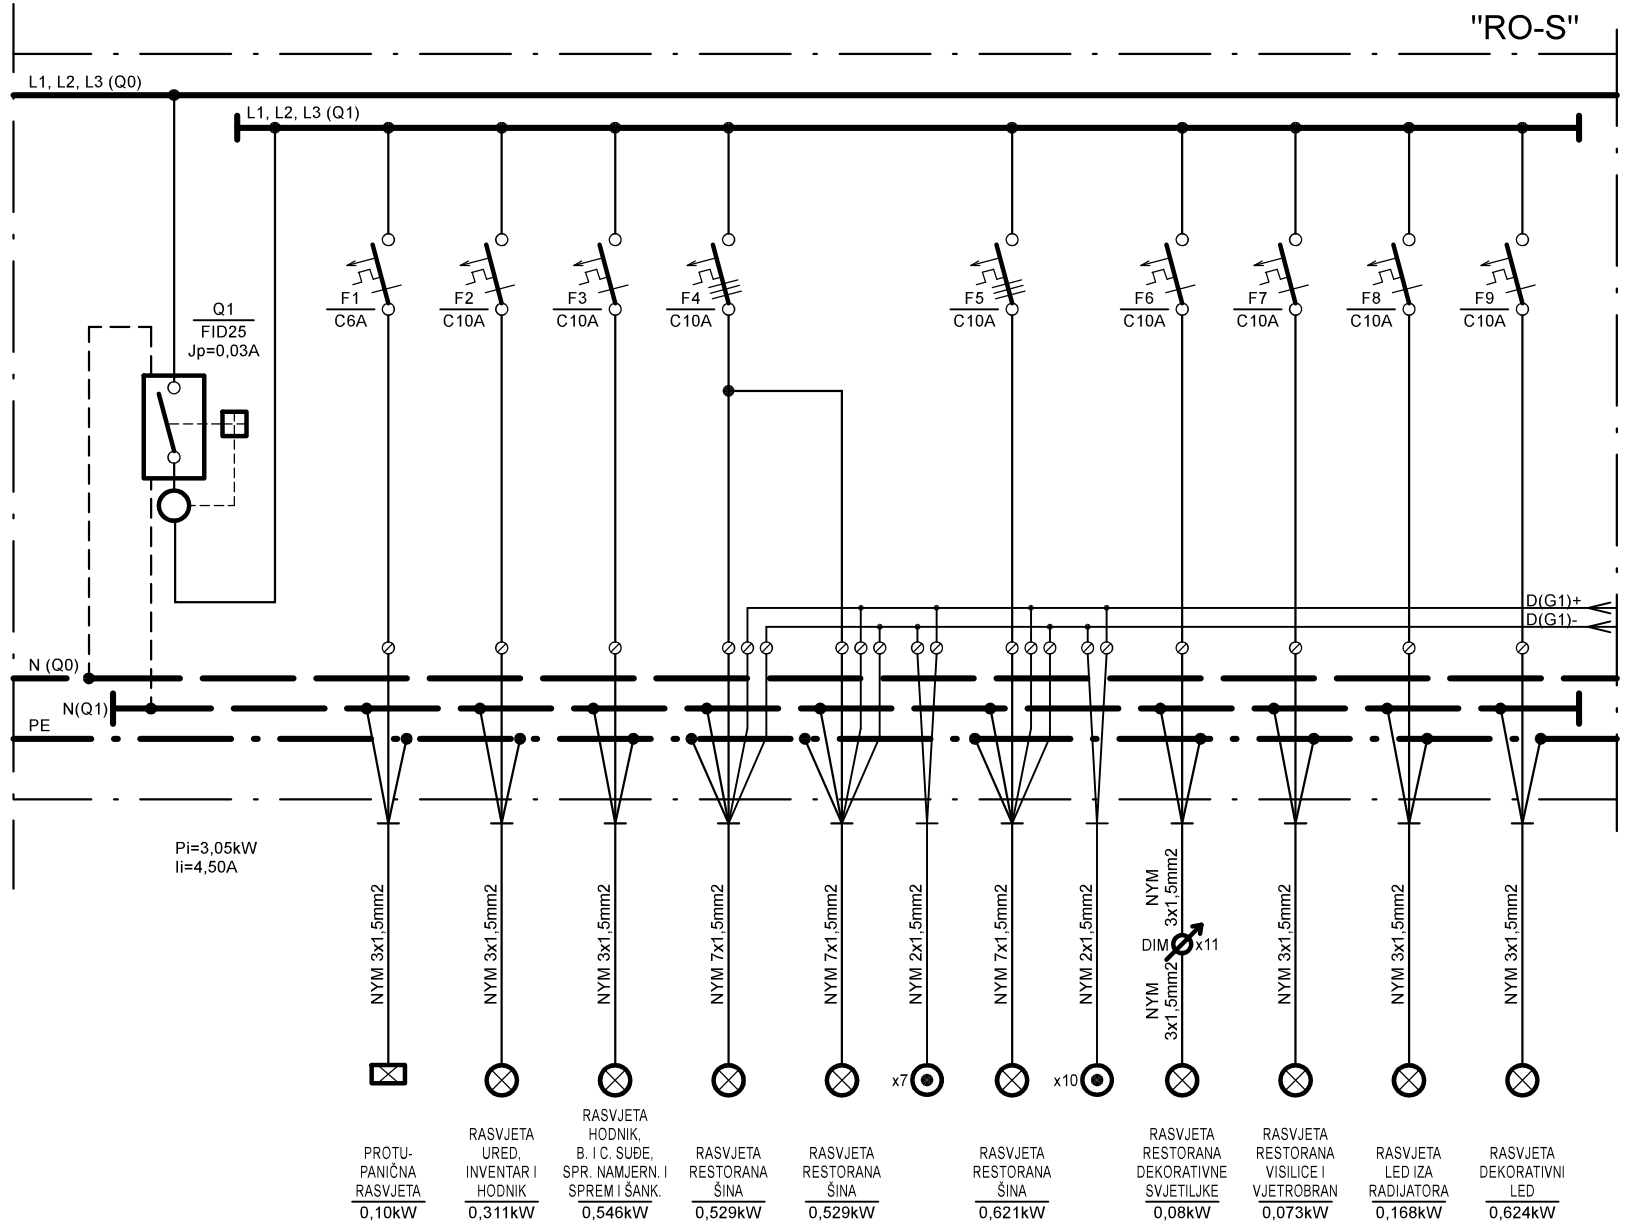 "RO-S"
L1, L2, L3 (Q0)
L1, L2, L3 (Q1)
Q1
FID25
Jp=0,03A
F1
C6A
F2
C10A
F3
C10A
F4
C10A
F5
C10A
F6
C10A
F7
C10A
F8
C10A
F9
C10A
D(G1)+
D(G1)-
N (Q0)
N(Q1)
PE
Pi=3,05kW
Ii=4,50A
NYM 3x1,5mm2
NYM 3x1,5mm2
NYM 3x1,5mm2
NYM 7x1,5mm2
NYM 7x1,5mm2
NYM 2x1,5mm2
NYM 7x1,5mm2
NYM 2x1,5mm2
NYM
3x1,5mm2
DIM x11
NYM
3x1,5mm2
NYM 3x1,5mm2
NYM 3x1,5mm2
NYM 3x1,5mm2
x7
x10
PROTU-
PANIČNA
RASVJETA
0,10kW
RASVJETA
URED,
INVENTAR I
HODNIK
0,311kW
RASVJETA
HODNIK,
B. I C. SUĐE,
SPR. NAMJERN. I
SPREM I ŠANK.
0,546kW
RASVJETA
RESTORANA
ŠINA
0,529kW
RASVJETA
RESTORANA
ŠINA
0,529kW
RASVJETA
RESTORANA
ŠINA
0,621kW
RASVJETA
RESTORANA
DEKORATIVNE
SVJETILJKE
0,08kW
RASVJETA
RESTORANA
VISILICE I
VJETROBRAN
0,073kW
RASVJETA
LED IZA
RADIJATORA
0,168kW
RASVJETA
DEKORATIVNI
LED
0,624kW